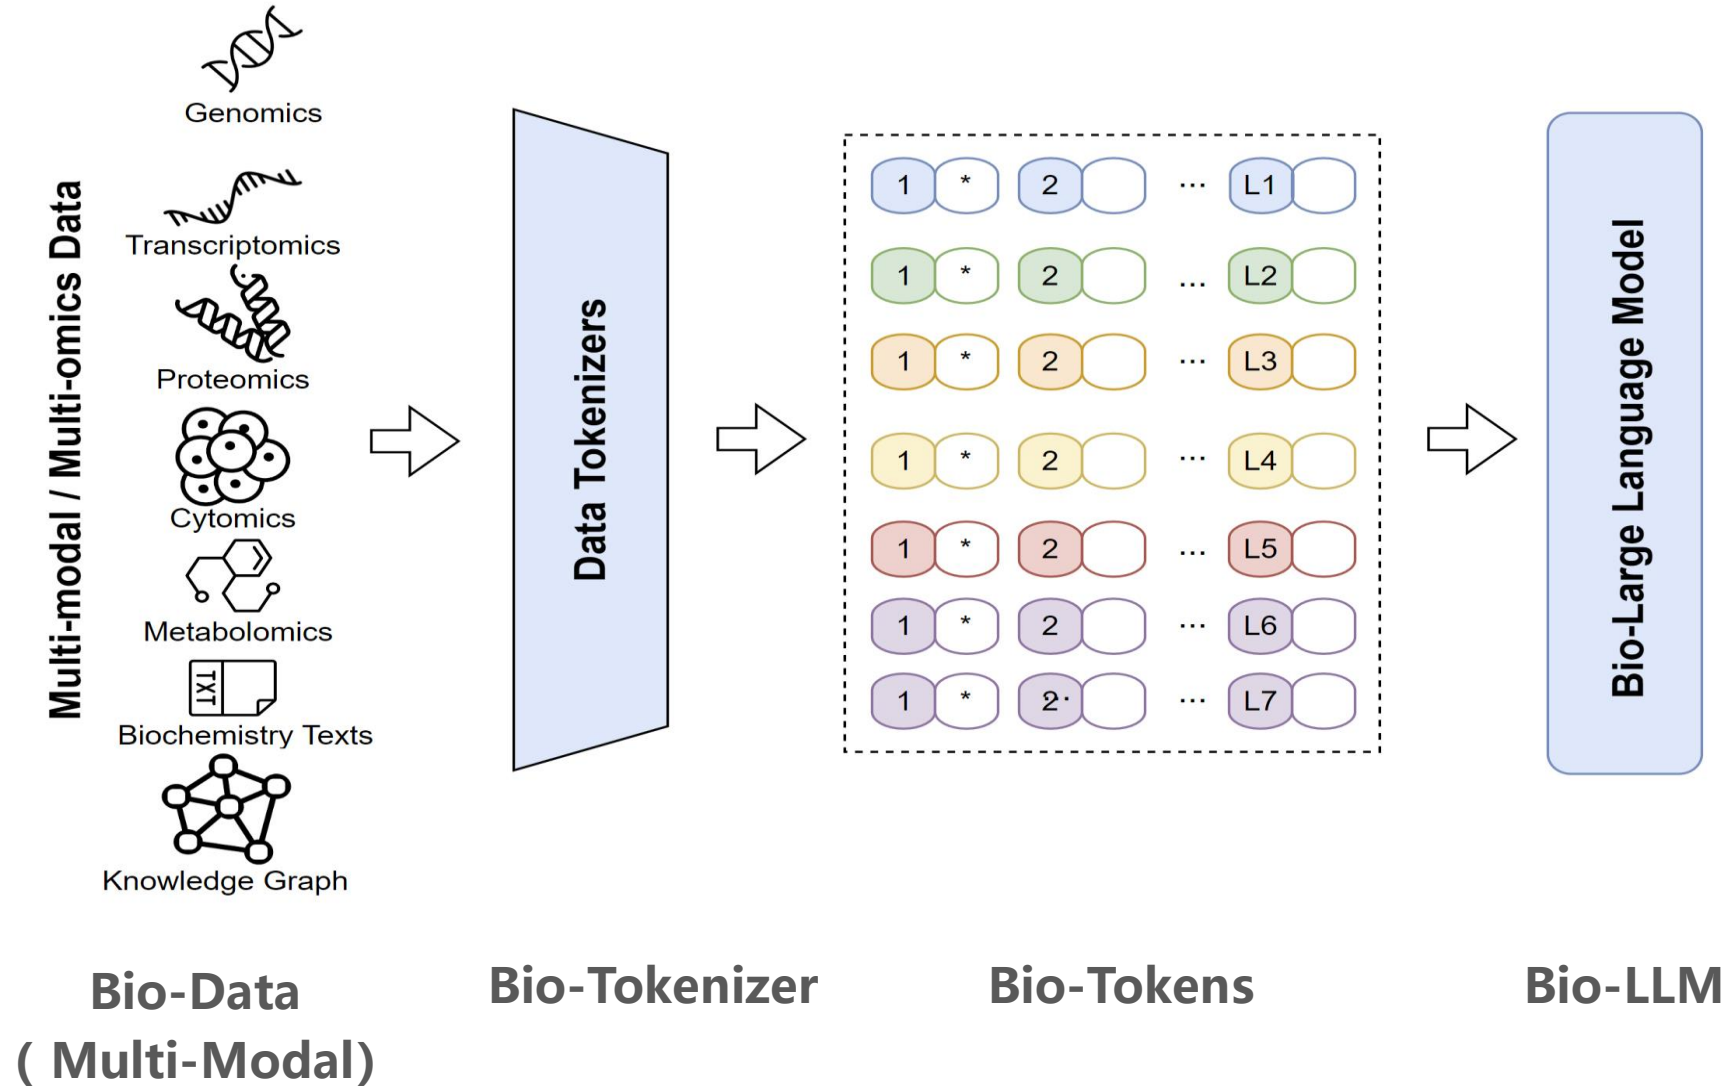 Multi-modal / Multi-omics Data
Genomics
Transcriptomics
Proteomics
Cytomics
Metabolomics
TXT
Biochemistry Texts
Knowledge Graph
Data Tokenizers
1 * 2 ... L1
1 * 2 ... L2
1 * 2 ... L3
1 * 2 ... L4
1 * 2 ... L5
1 * 2 ... L6
1 * 2 ... L7
Bio-Large Language Model
Bio-Data
( Multi-Modal)
Bio-Tokenizer
Bio-Tokens
Bio-LLM